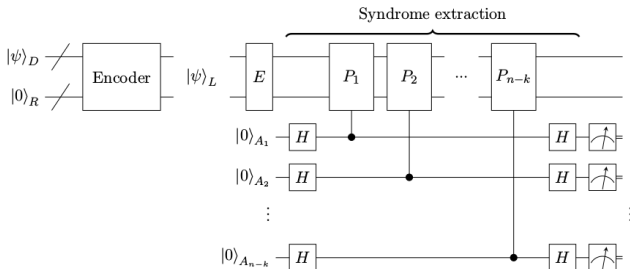 Syndrome extraction
|ψ⟩_D Encoder |ψ⟩_L E P_1 P_2 ... P_{n-k}
|0⟩_R
|0⟩_{A_1} H H
|0⟩_{A_2} H H
⋮ ⋮
|0⟩_{A_{n-k}} H H